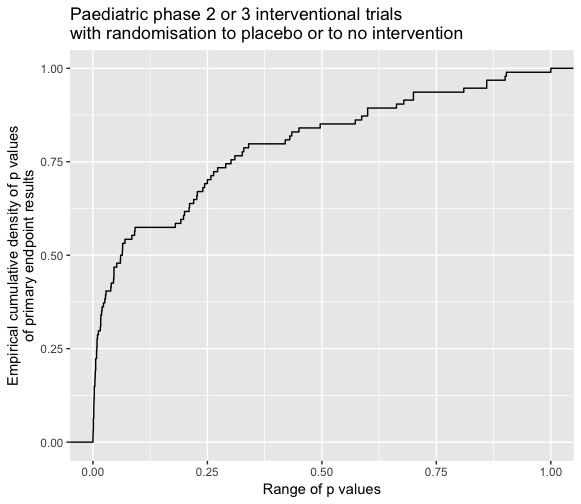 Paediatric phase 2 or 3 interventional trials
with randomisation to placebo or to no intervention
Empirical cumulative density of p values
of primary endpoint results
1.00
0.75
0.50
0.25
0.00
0.00 0.25 0.50 0.75 1.00
Range of p values